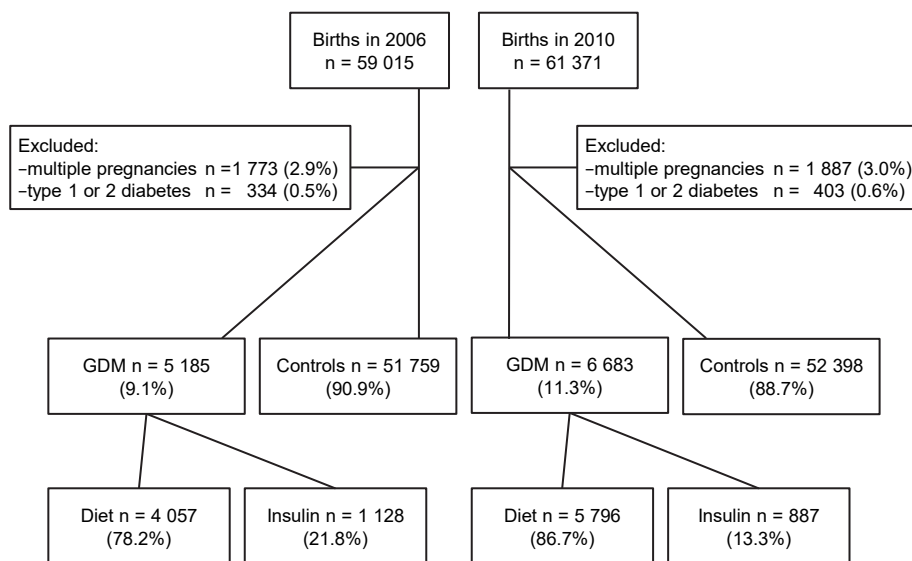 Births in 2006
n = 59 015
Births in 2010
n = 61 371
Excluded:
–multiple pregnancies n =1 773 (2.9%)
–type 1 or 2 diabetes n = 334 (0.5%)
Excluded:
–multiple pregnancies n = 1 887 (3.0%)
–type 1 or 2 diabetes n = 403 (0.6%)
GDM n = 5 185
(9.1%)
Controls n = 51 759
(90.9%)
GDM n = 6 683
(11.3%)
Controls n = 52 398
(88.7%)
Diet n = 4 057
(78.2%)
Insulin n = 1 128
(21.8%)
Diet n = 5 796
(86.7%)
Insulin n = 887
(13.3%)